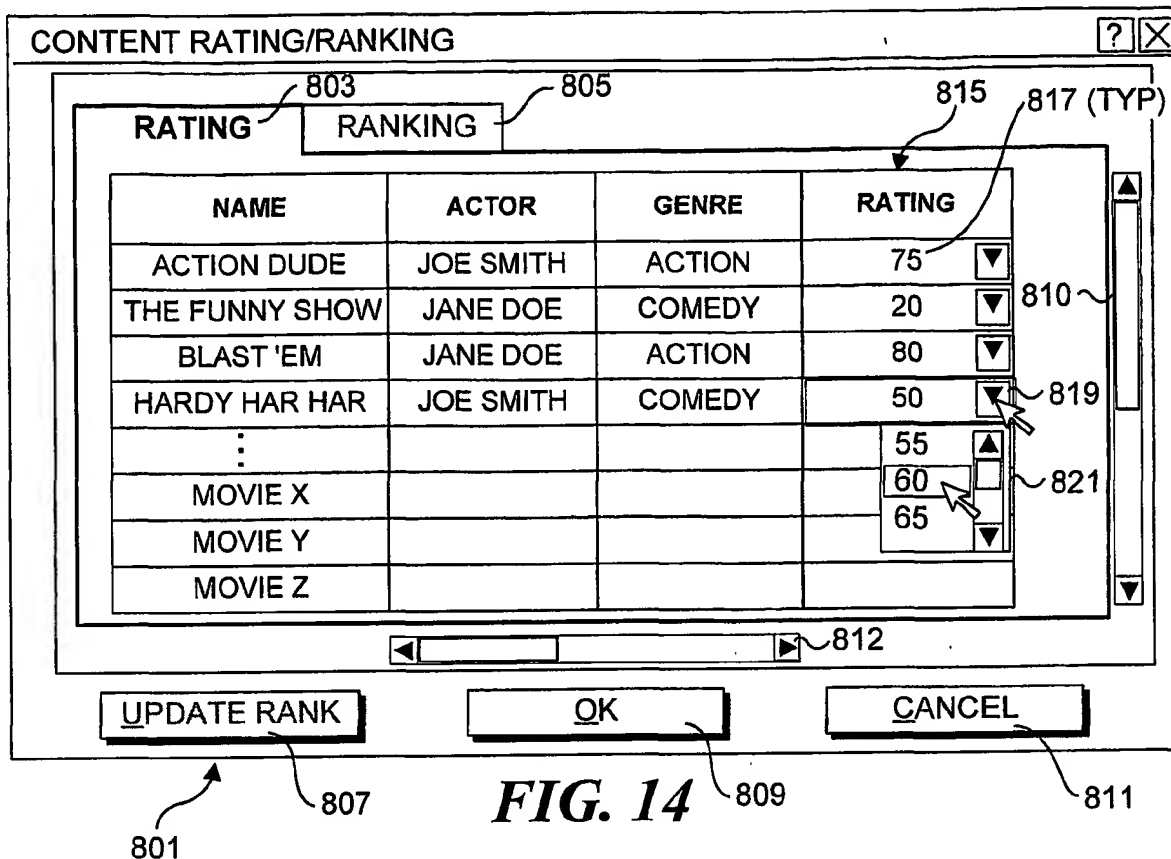 CONTENT RATING/RANKING ?
803 805 815 817 (TYP)
RATING RANKING
NAME ACTOR GENRE RATING
ACTION DUDE JOE SMITH ACTION 75
THE FUNNY SHOW JANE DOE COMEDY 20 810
BLAST 'EM JANE DOE ACTION 80
HARDY HAR HAR JOE SMITH COMEDY 50 819
⋮ 55
MOVIE X 60 821
MOVIE Y 65
MOVIE Z
812
UPDATE RANK OK CANCEL
807 FIG. 14 809 811
801